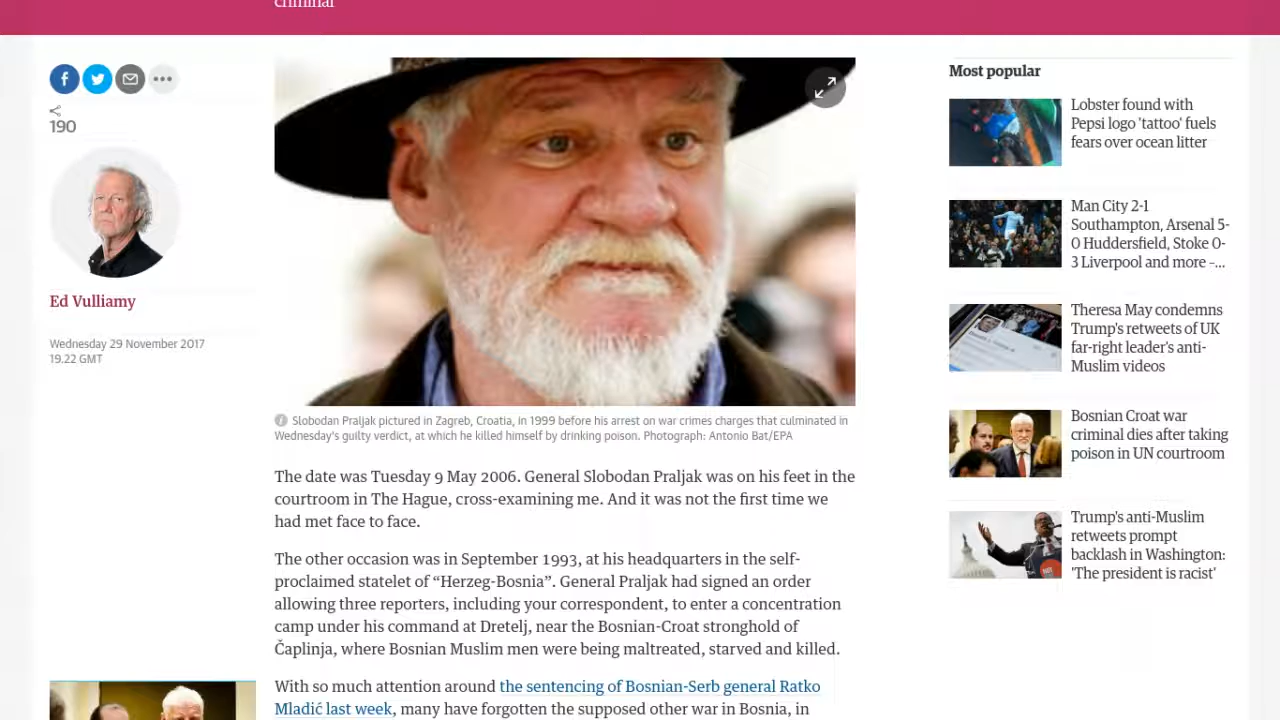 criminal
190
Ed Vulliamy
Wednesday 29 November 2017
19.22 GMT
Slobodan Praljak pictured in Zagreb, Croatia, in 1999 before his arrest on war crimes charges that culminated in
Wednesday's guilty verdict, at which he killed himself by drinking poison. Photograph: Antonio Bat/EPA
The date was Tuesday 9 May 2006. General Slobodan Praljak was on his feet in the
courtroom in The Hague, cross-examining me. And it was not the first time we
had met face to face.
The other occasion was in September 1993, at his headquarters in the self-
proclaimed statelet of “Herzeg-Bosnia”. General Praljak had signed an order
allowing three reporters, including your correspondent, to enter a concentration
camp under his command at Dretelj, near the Bosnian-Croat stronghold of
Čaplinja, where Bosnian Muslim men were being maltreated, starved and killed.
With so much attention around the sentencing of Bosnian-Serb general Ratko
Mladić last week, many have forgotten the supposed other war in Bosnia, in
Most popular
Lobster found with
Pepsi logo 'tattoo' fuels
fears over ocean litter
Man City 2-1
Southampton, Arsenal 5-
0 Huddersfield, Stoke 0-
3 Liverpool and more –...
Theresa May condemns
Trump's retweets of UK
far-right leader's anti-
Muslim videos
Bosnian Croat war
criminal dies after taking
poison in UN courtroom
Trump's anti-Muslim
retweets prompt
backlash in Washington:
'The president is racist'